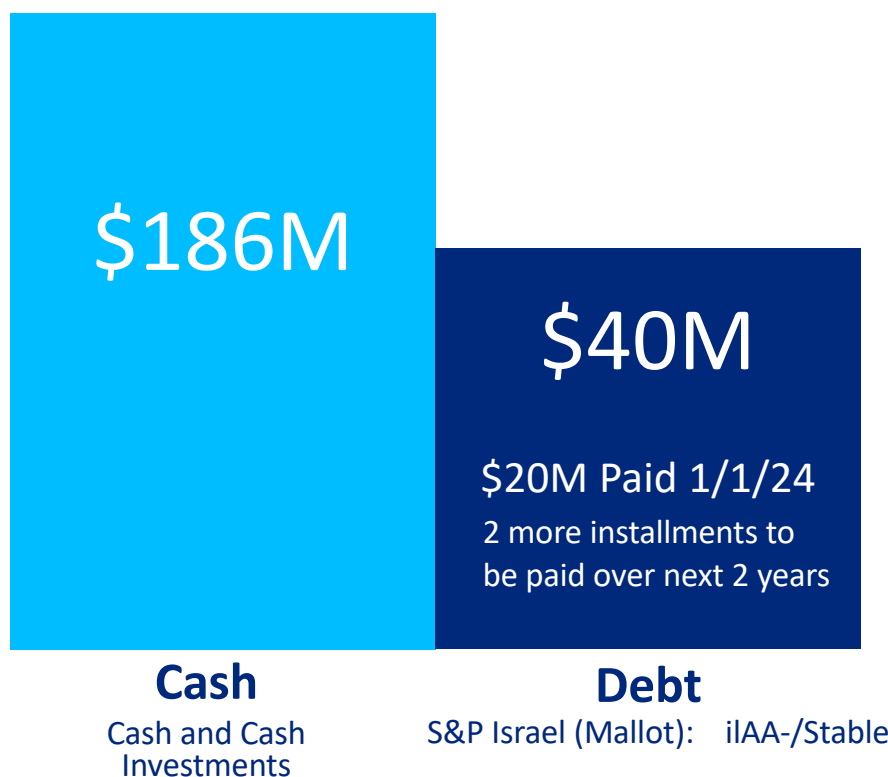 $186M
$40M
$20M Paid 1/1/24
2 more installments to
be paid over next 2 years
Cash
Cash and Cash
Investments
Debt
S&P Israel (Mallot): ilAA-/Stable